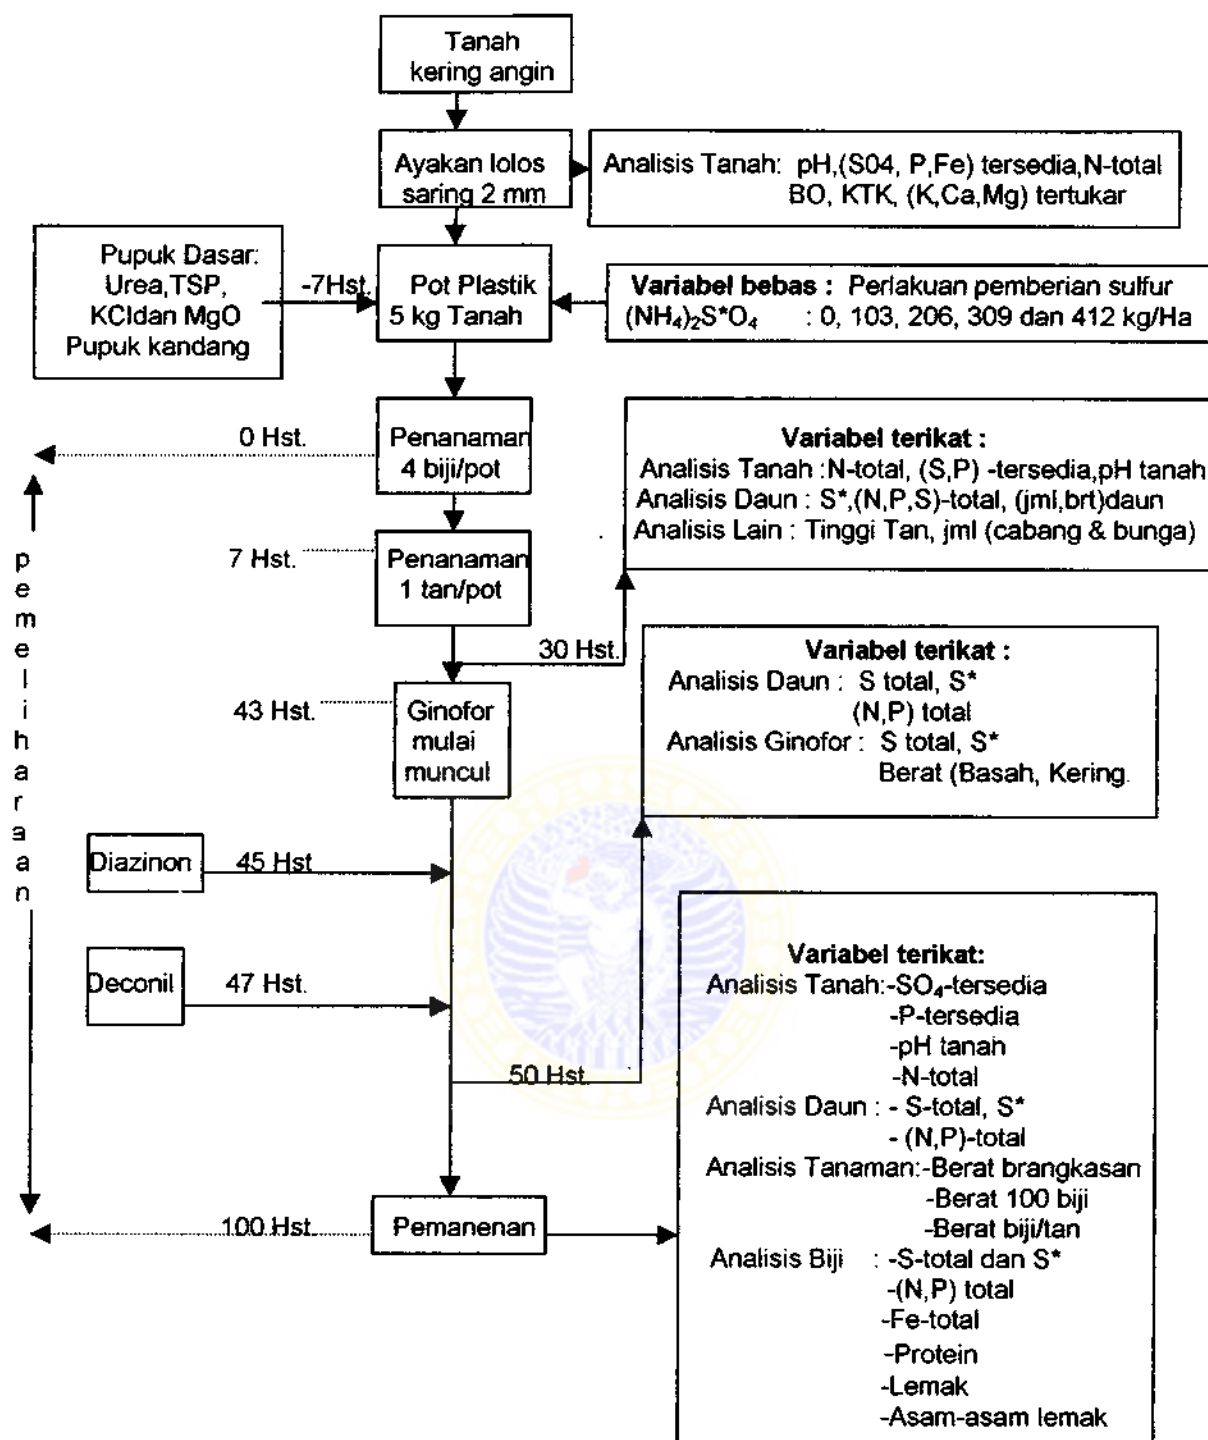 Tanah
kering angin
Ayakan lolos
saring 2 mm
Analisis Tanah: pH,(S04, P,Fe) tersedia,N-total
BO, KTK, (K,Ca,Mg) tertukar
Pupuk Dasar:
Urea,TSP,
KCldan MgO
Pupuk kandang
-7Hst.
Pot Plastik
5 kg Tanah
Variabel bebas : Perlakuan pemberian sulfur
(NH₄)₂S*O₄ : 0, 103, 206, 309 dan 412 kg/Ha
0 Hst.
Penanaman
4 biji/pot
Variabel terikat :
Analisis Tanah :N-total, (S,P) -tersedia,pH tanah
Analisis Daun : S*,(N,P,S)-total, (jml,brt)daun
Analisis Lain : Tinggi Tan, jml (cabang & bunga)
7 Hst.
Penanaman
1 tan/pot
30 Hst.
pemeliharaan
Variabel terikat :
Analisis Daun : S total, S*
(N,P) total
Analisis Ginofor : S total, S*
Berat (Basah, Kering.
43 Hst.
Ginofor
mulai
muncul
Diazinon
45 Hst
Deconil
47 Hst.
50 Hst.
Variabel terikat:
Analisis Tanah:-SO₄-tersedia
-P-tersedia
-pH tanah
-N-total
Analisis Daun : - S-total, S*
- (N,P)-total
Analisis Tanaman:-Berat brangkasan
-Berat 100 biji
-Berat biji/tan
Analisis Biji : -S-total dan S*
-(N,P) total
-Fe-total
-Protein
-Lemak
-Asam-asam lemak
100 Hst
Pemanenan